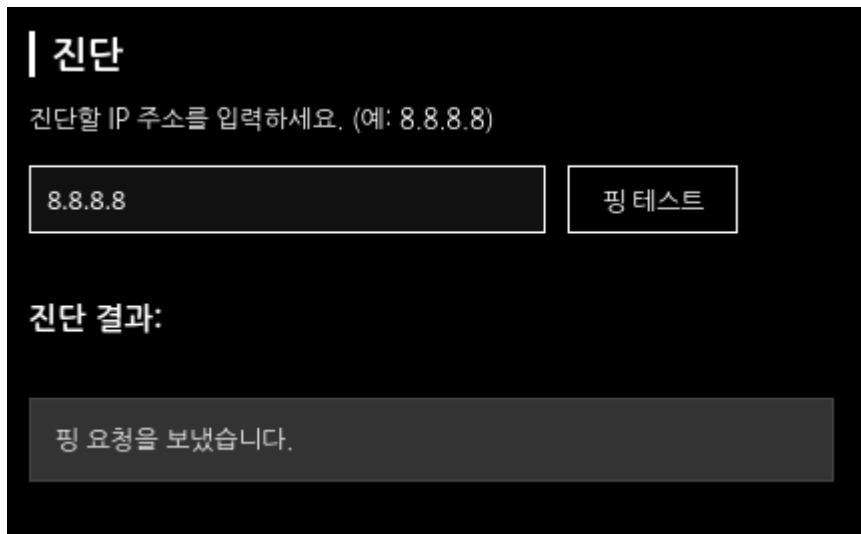 진단
진단할 IP 주소를 입력하세요. (예: 8.8.8.8)
8.8.8.8
핑 테스트
진단 결과:
핑 요청을 보냈습니다.